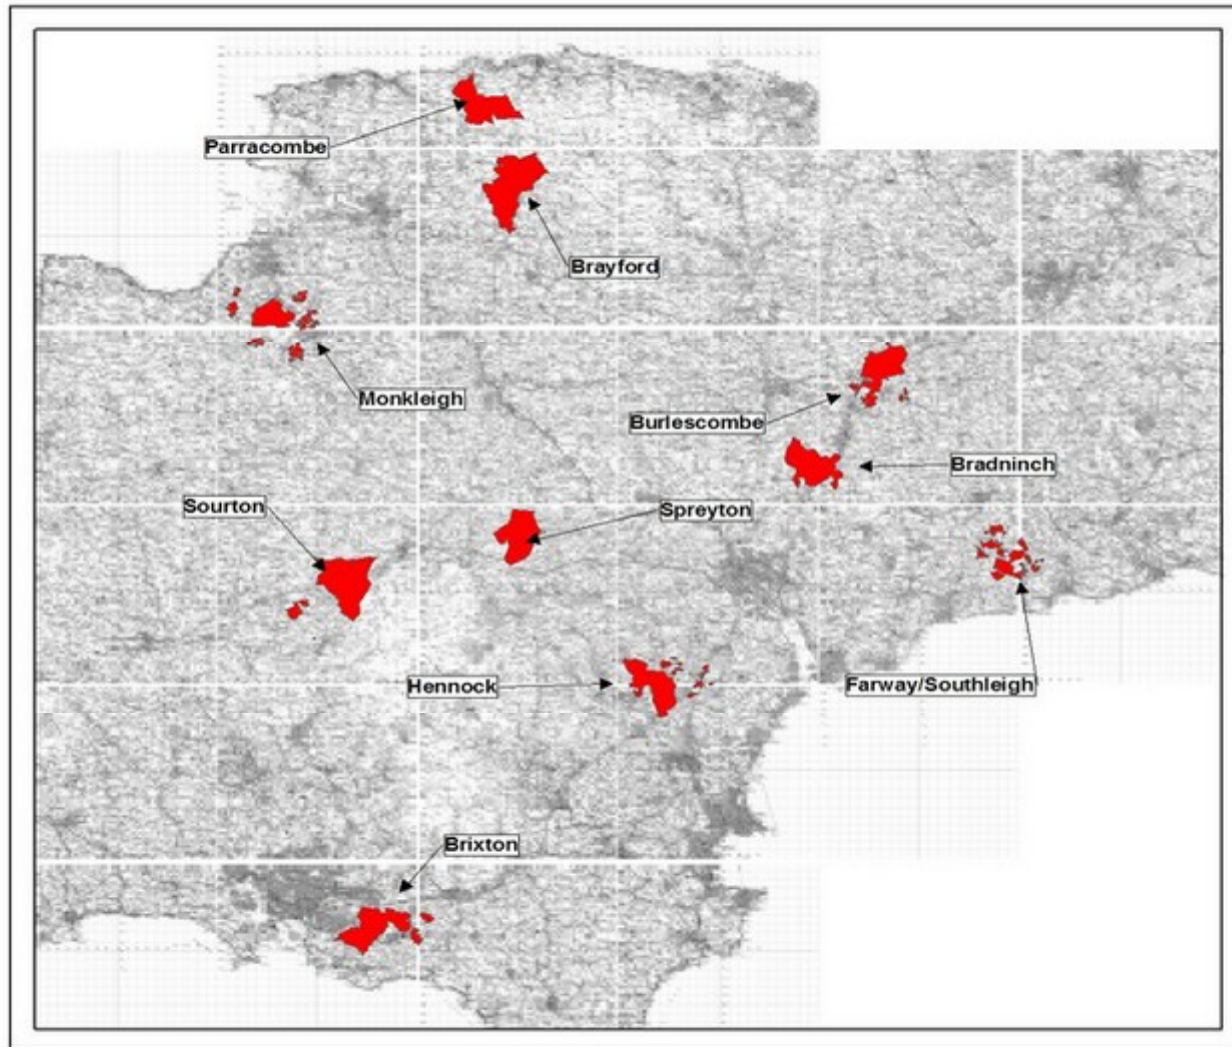 Parracombe
Brayford
Monkleigh
Burlescombe
Bradninch
Sourton
Spreyton
Hennock
Farway/Southleigh
Brixton